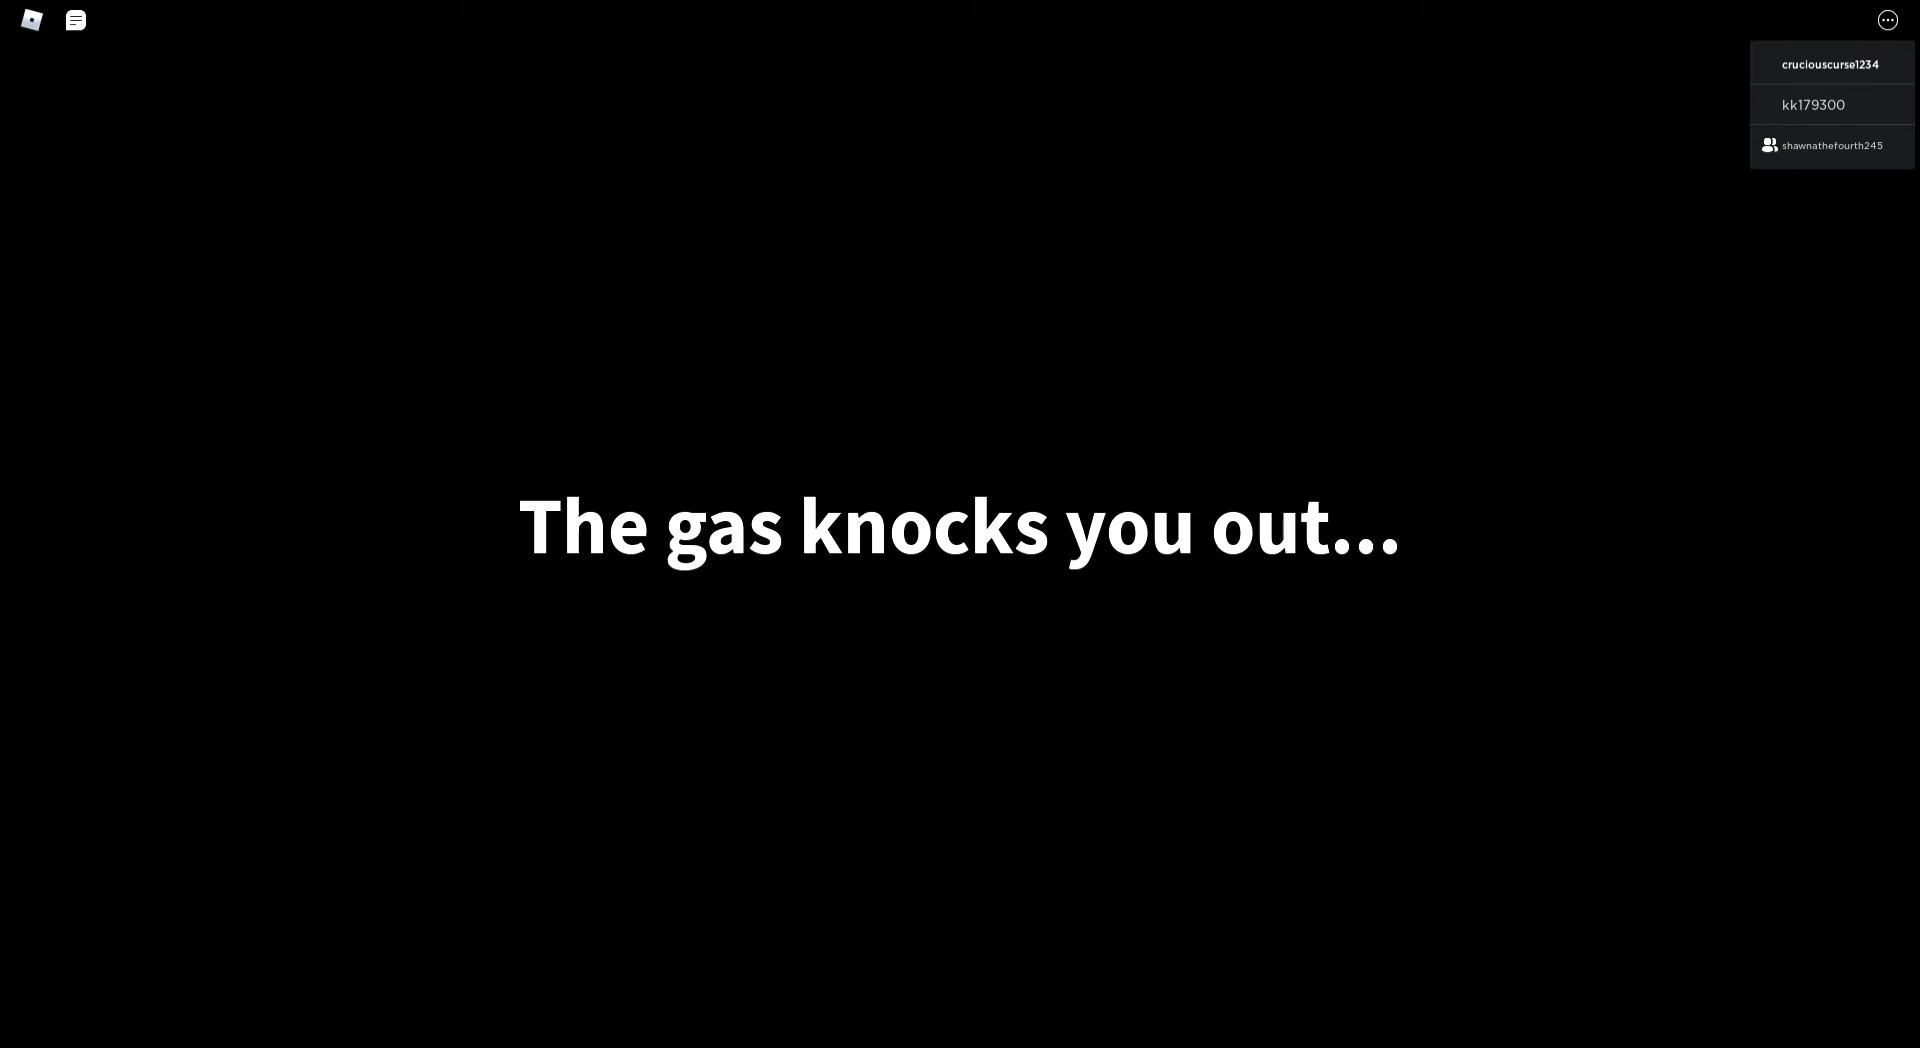 cruciouscurse1234
kk179300
shawnathefourth245
The gas knocks you out...